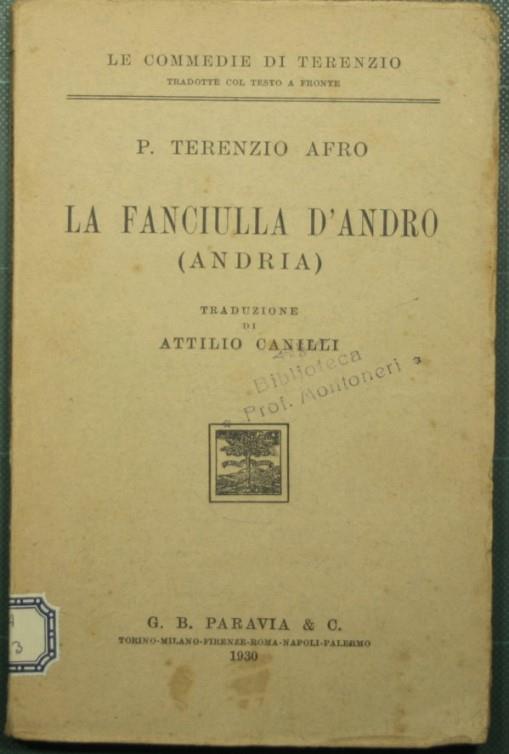 LE COMMEDIE DI TERENZIO
TRADOTTE COL TESTO A FRONTE
P. TERENZIO AFRO
LA FANCIULLA D'ANDRO
(ANDRIA)
TRADUZIONE
DI
ATTILIO CANILLI
Biblioteca
* Prof. Montoneri *
G. B. PARAVIA & C.
TORINO-MILANO-FIRENZE-ROMA-NAPOLI-PALERMO
1930
3